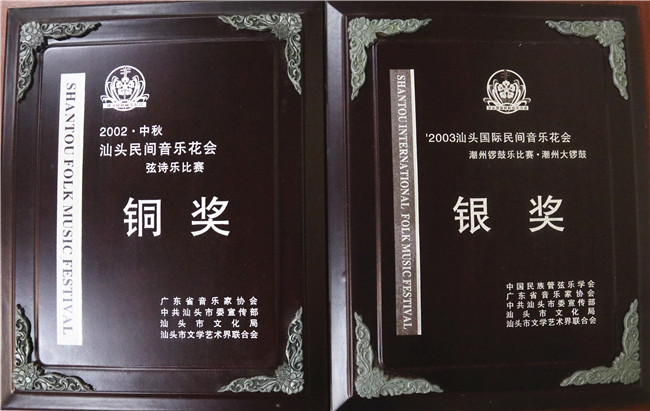 SHANTOU FOLK MUSIC FESTIVAL
2002·中秋
汕头民间音乐花会
弦诗乐比赛
铜 奖
广东省音乐家协会
中共汕头市委宣传部
汕头市文化局
汕头市文学艺术界联合会
SHANTOU INTERNATIONAL FOLK MUSIC FESTIVAL
'2003汕头国际民间音乐花会
潮州锣鼓乐比赛·潮州大锣鼓
银 奖
中国民族管弦乐学会
广东省音乐家协会
中共汕头市委宣传部
汕头市文化局
汕头市文学艺术界联合会